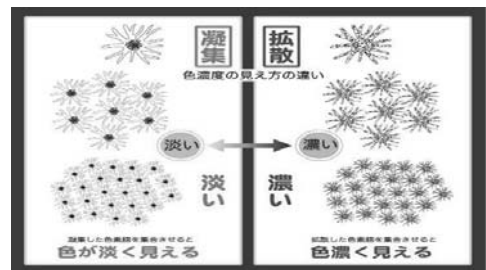 凝集
拡散
色濃度の見え方の違い
淡い
濃い
淡い
濃い
凝集した色素顆を集合させると
色が淡く見える
拡散した色素顆を集合させると
色濃く見える